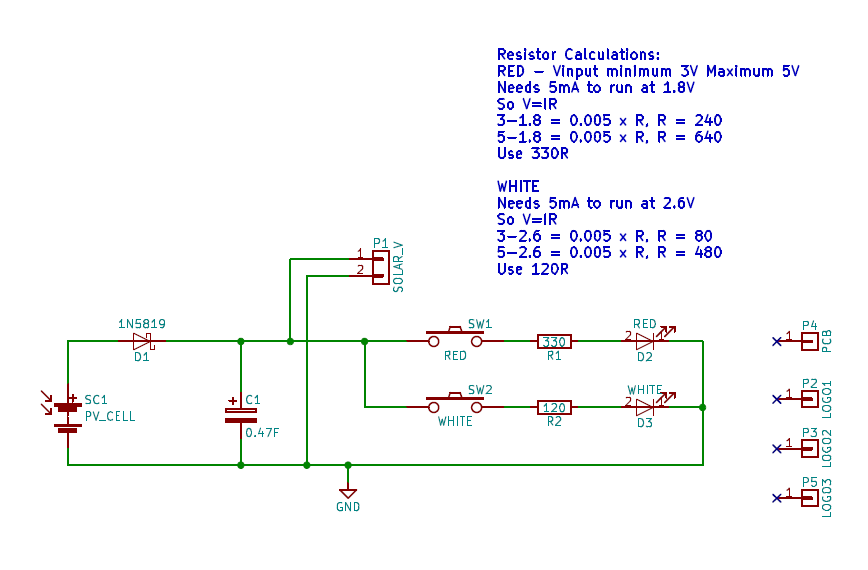 Resistor Calculations:
RED - Vinput minimum 3V Maximum 5V
Needs 5mA to run at 1.8V
So V=IR
3-1.8 = 0.005 x R, R = 240
5-1.8 = 0.005 x R, R = 640
Use 330R
WHITE
Needs 5mA to run at 2.6V
So V=IR
3-2.6 = 0.005 x R, R = 80
5-2.6 = 0.005 x R, R = 480
Use 120R
P1
1
2
SOLAR_V
1N5819
D1
SW1
RED
330
R1
RED
2
1
D2
P4
1
PCB
SC1
PV_CELL
+
C1
+
0.47F
SW2
WHITE
120
R2
WHITE
2
1
D3
P2
1
LOGO1
P3
1
LOGO2
P5
1
LOGO3
GND